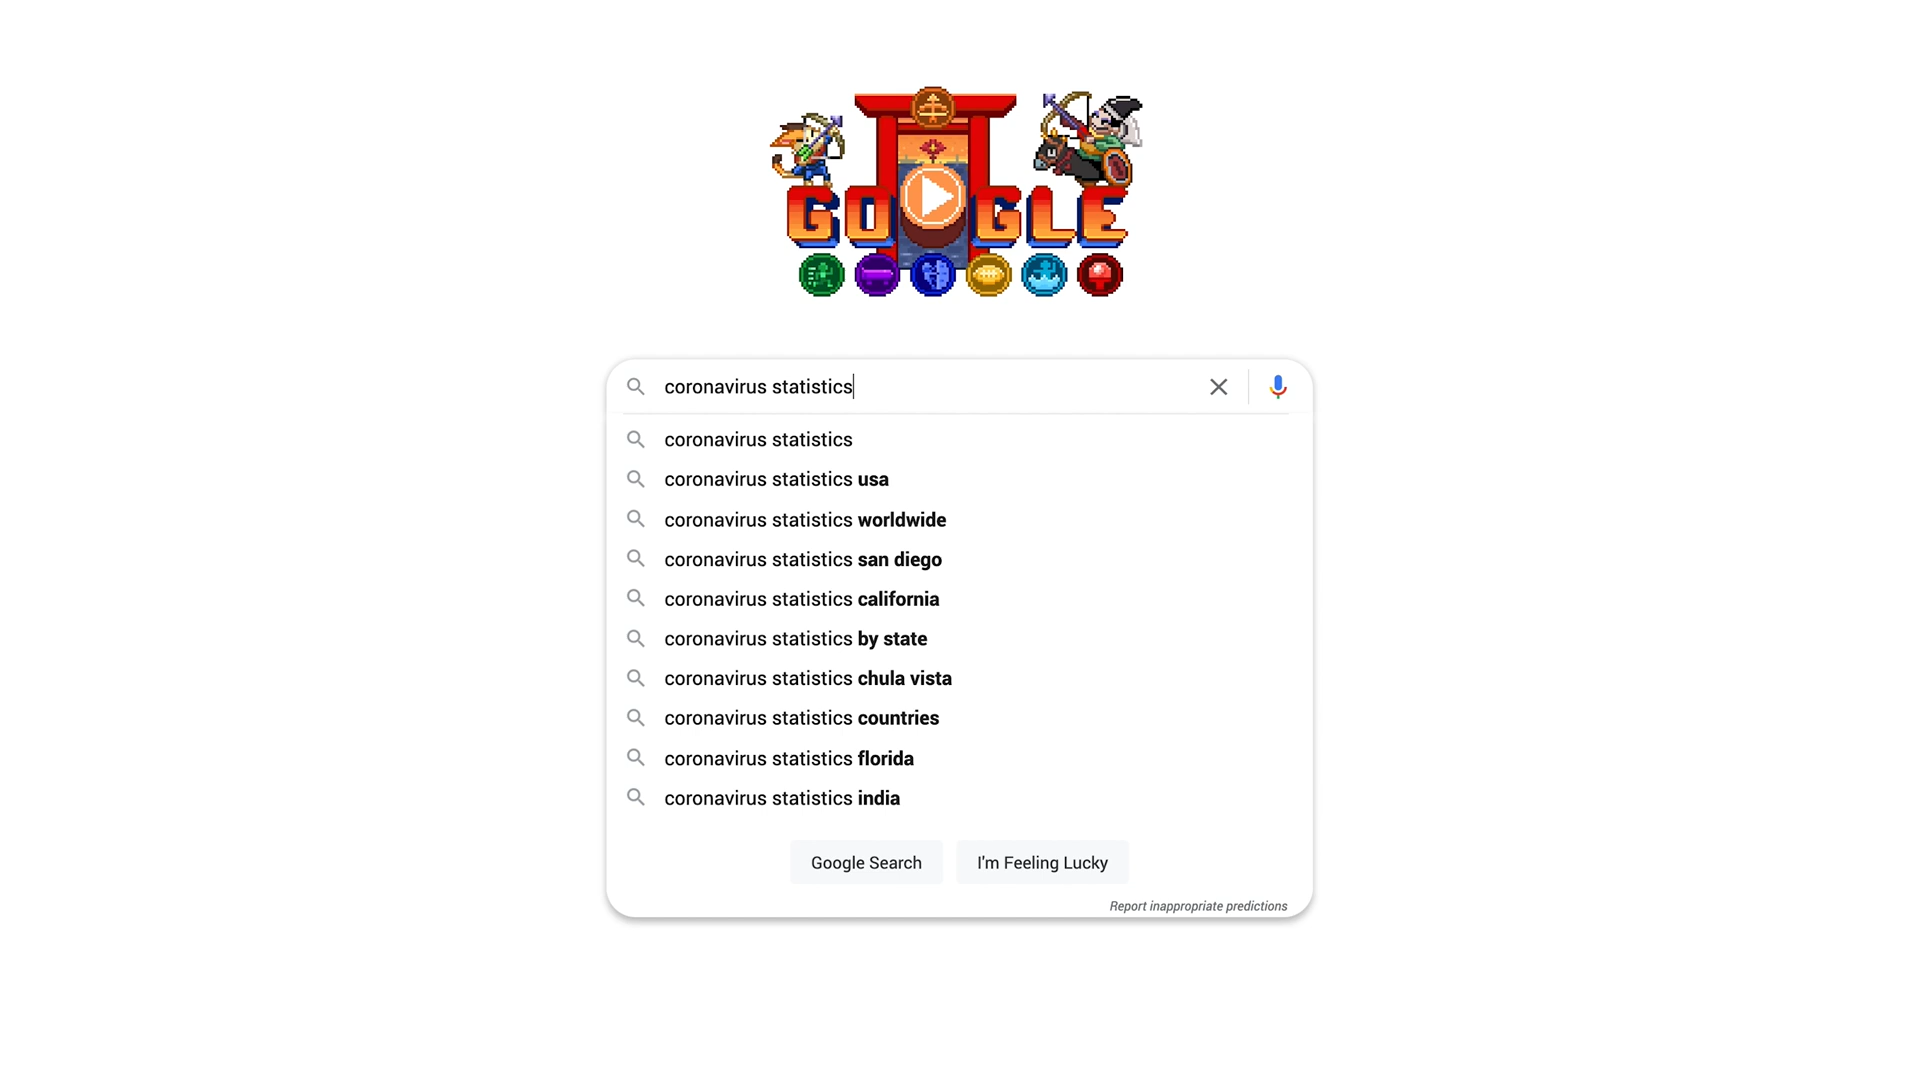 GOOGLE
coronavirus statistics
coronavirus statistics
coronavirus statistics usa
coronavirus statistics worldwide
coronavirus statistics san diego
coronavirus statistics california
coronavirus statistics by state
coronavirus statistics chula vista
coronavirus statistics countries
coronavirus statistics florida
coronavirus statistics india
Google Search
I'm Feeling Lucky
Report inappropriate predictions